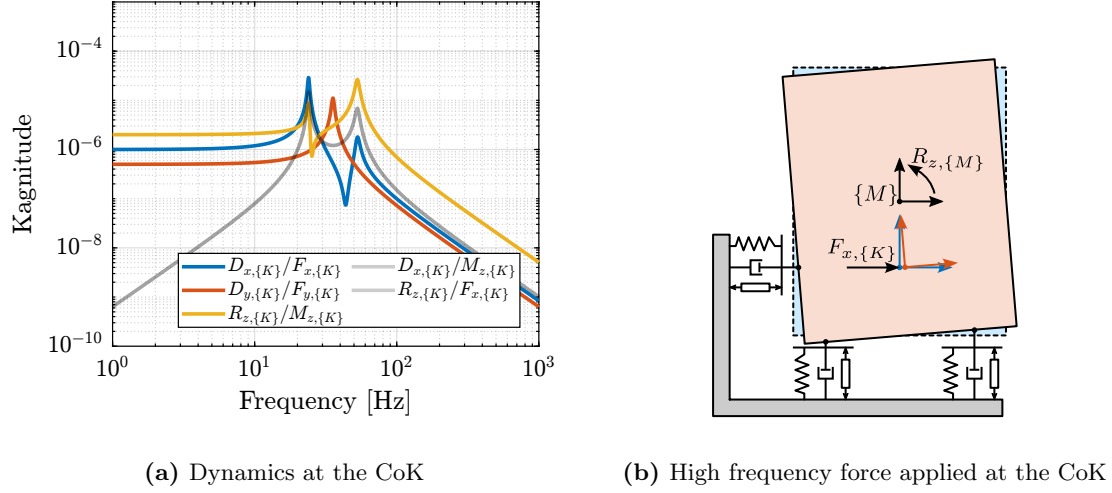 10^{-4}
10^{-6}
10^{-8}
10^{-10}
Kagnitude
D_{x,\{K\}}/F_{x,\{K\}}
D_{y,\{K\}}/F_{y,\{K\}}
R_{z,\{K\}}/M_{z,\{K\}}
D_{x,\{K\}}/M_{z,\{K\}}
R_{z,\{K\}}/F_{x,\{K\}}
10^{0}
10^{1}
10^{2}
10^{3}
Frequency [Hz]
R_{z,\{M\}}
\{M\}
F_{x,\{K\}}
(a) Dynamics at the CoK
(b) High frequency force applied at the CoK